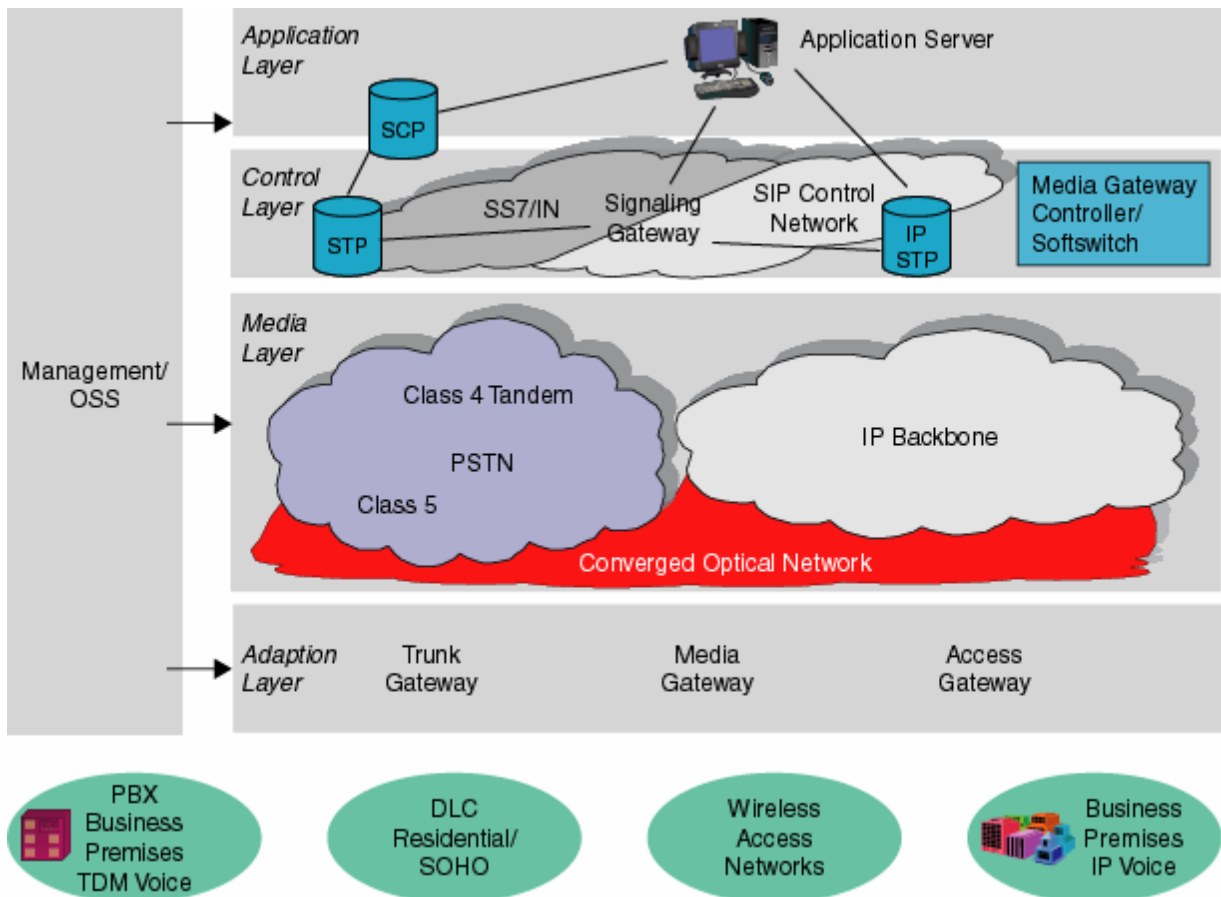 Application
Layer
Application Server
SCP
Control
Layer
SS7/IN
Signaling
Gateway
SIP Control
Network
STP
IP
STP
Media Gateway
Controller/
Softswitch
Management/
OSS
Media
Layer
Class 4 Tandem
PSTN
Class 5
IP Backbone
Converged Optical Network
Adaption
Layer
Trunk
Gateway
Media
Gateway
Access
Gateway
PBX
Business
Premises
TDM Voice
DLC
Residential/
SOHO
Wireless
Access
Networks
Business
Premises
IP Voice